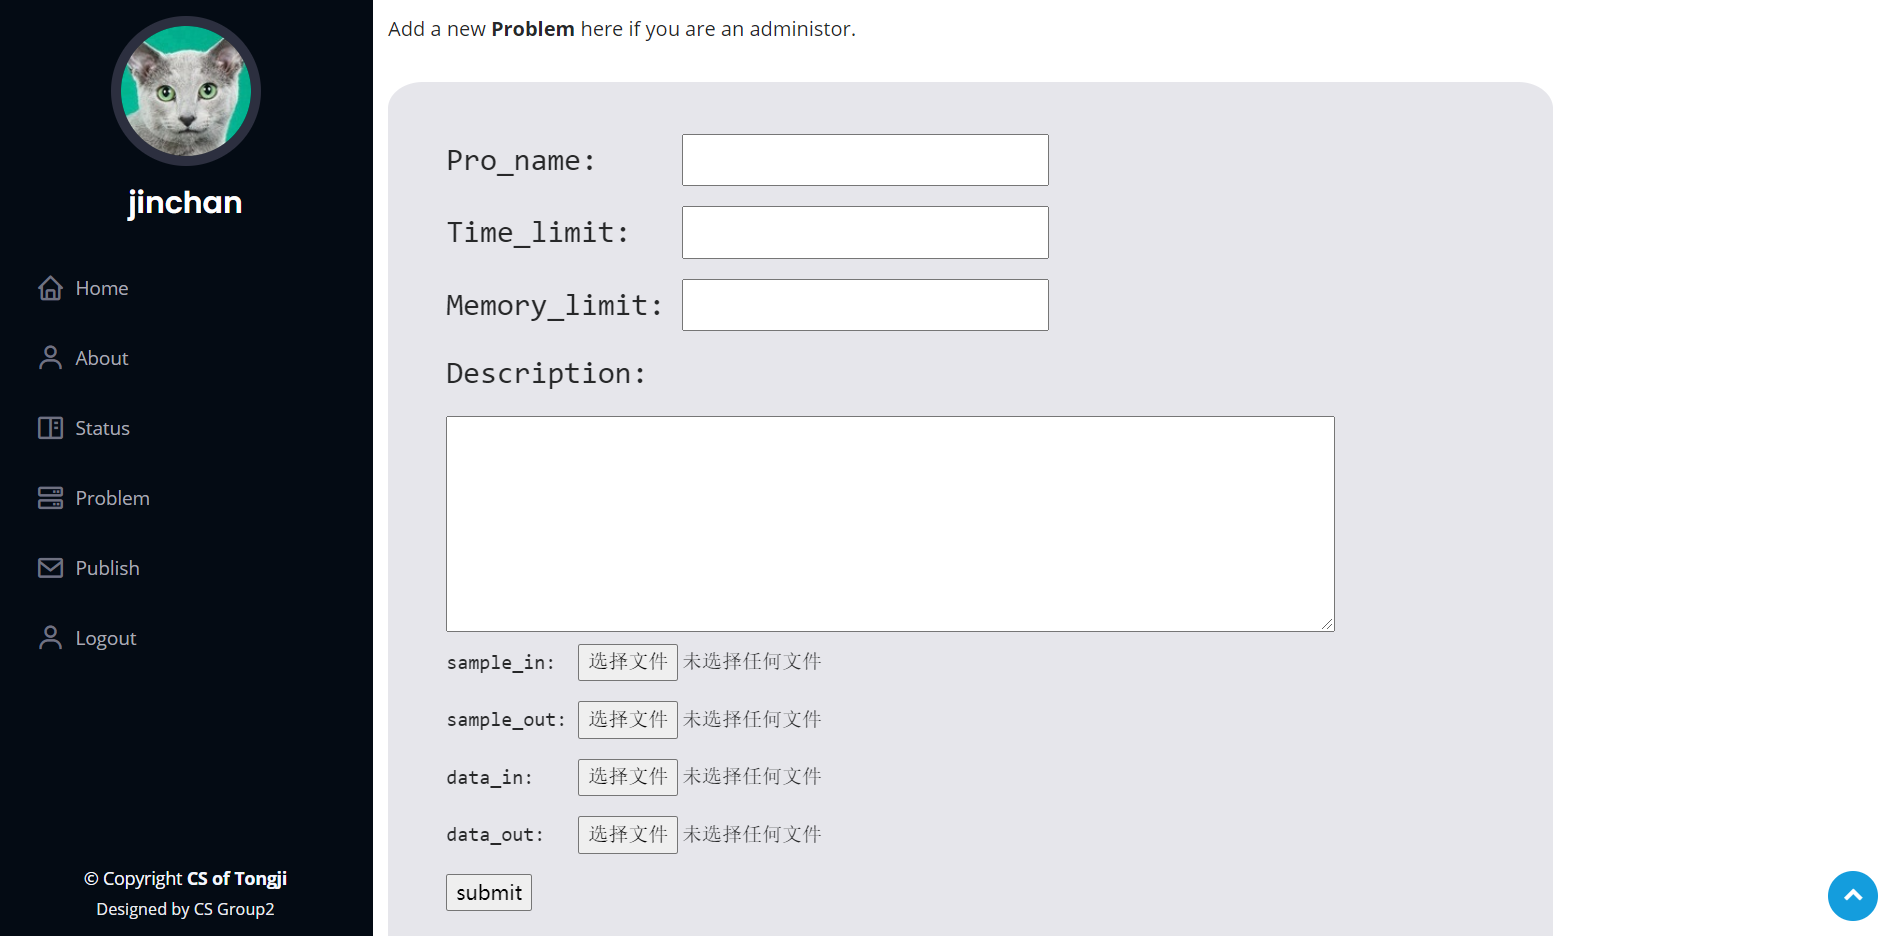 jinchan
Home
About
Status
Problem
Publish
Logout
© Copyright CS of Tongji
Designed by CS Group2
Add a new Problem here if you are an administor.
Pro_name:
Time_limit:
Memory_limit:
Description:
sample_in: 选择文件 未选择任何文件
sample_out: 选择文件 未选择任何文件
data_in: 选择文件 未选择任何文件
data_out: 选择文件 未选择任何文件
submit